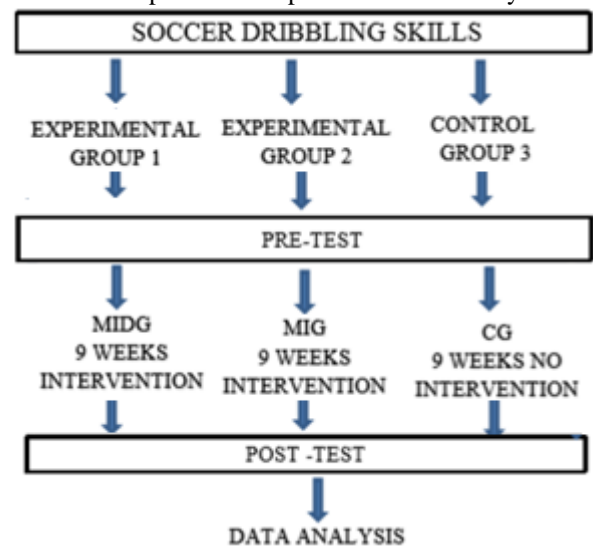 SOCCER DRIBBLING SKILLS
EXPERIMENTAL GROUP 1
EXPERIMENTAL GROUP 2
CONTROL GROUP 3
PRE-TEST
MIDG
9 WEEKS
INTERVENTION
MIG
9 WEEKS
INTERVENTION
CG
9 WEEKS NO
INTERVENTION
POST -TEST
DATA ANALYSIS